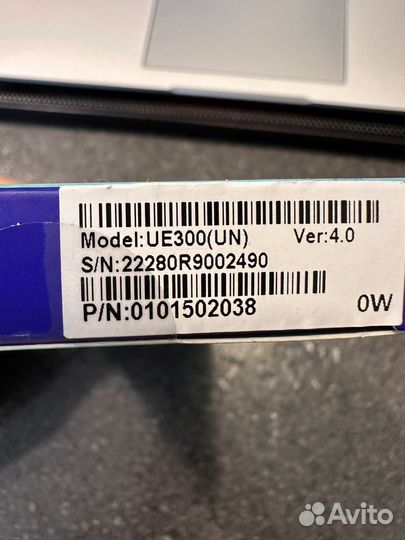 Model:UE300(UN) Ver:4.0
S/N:22280R9002490
P/N:0101502038 0W
Avito